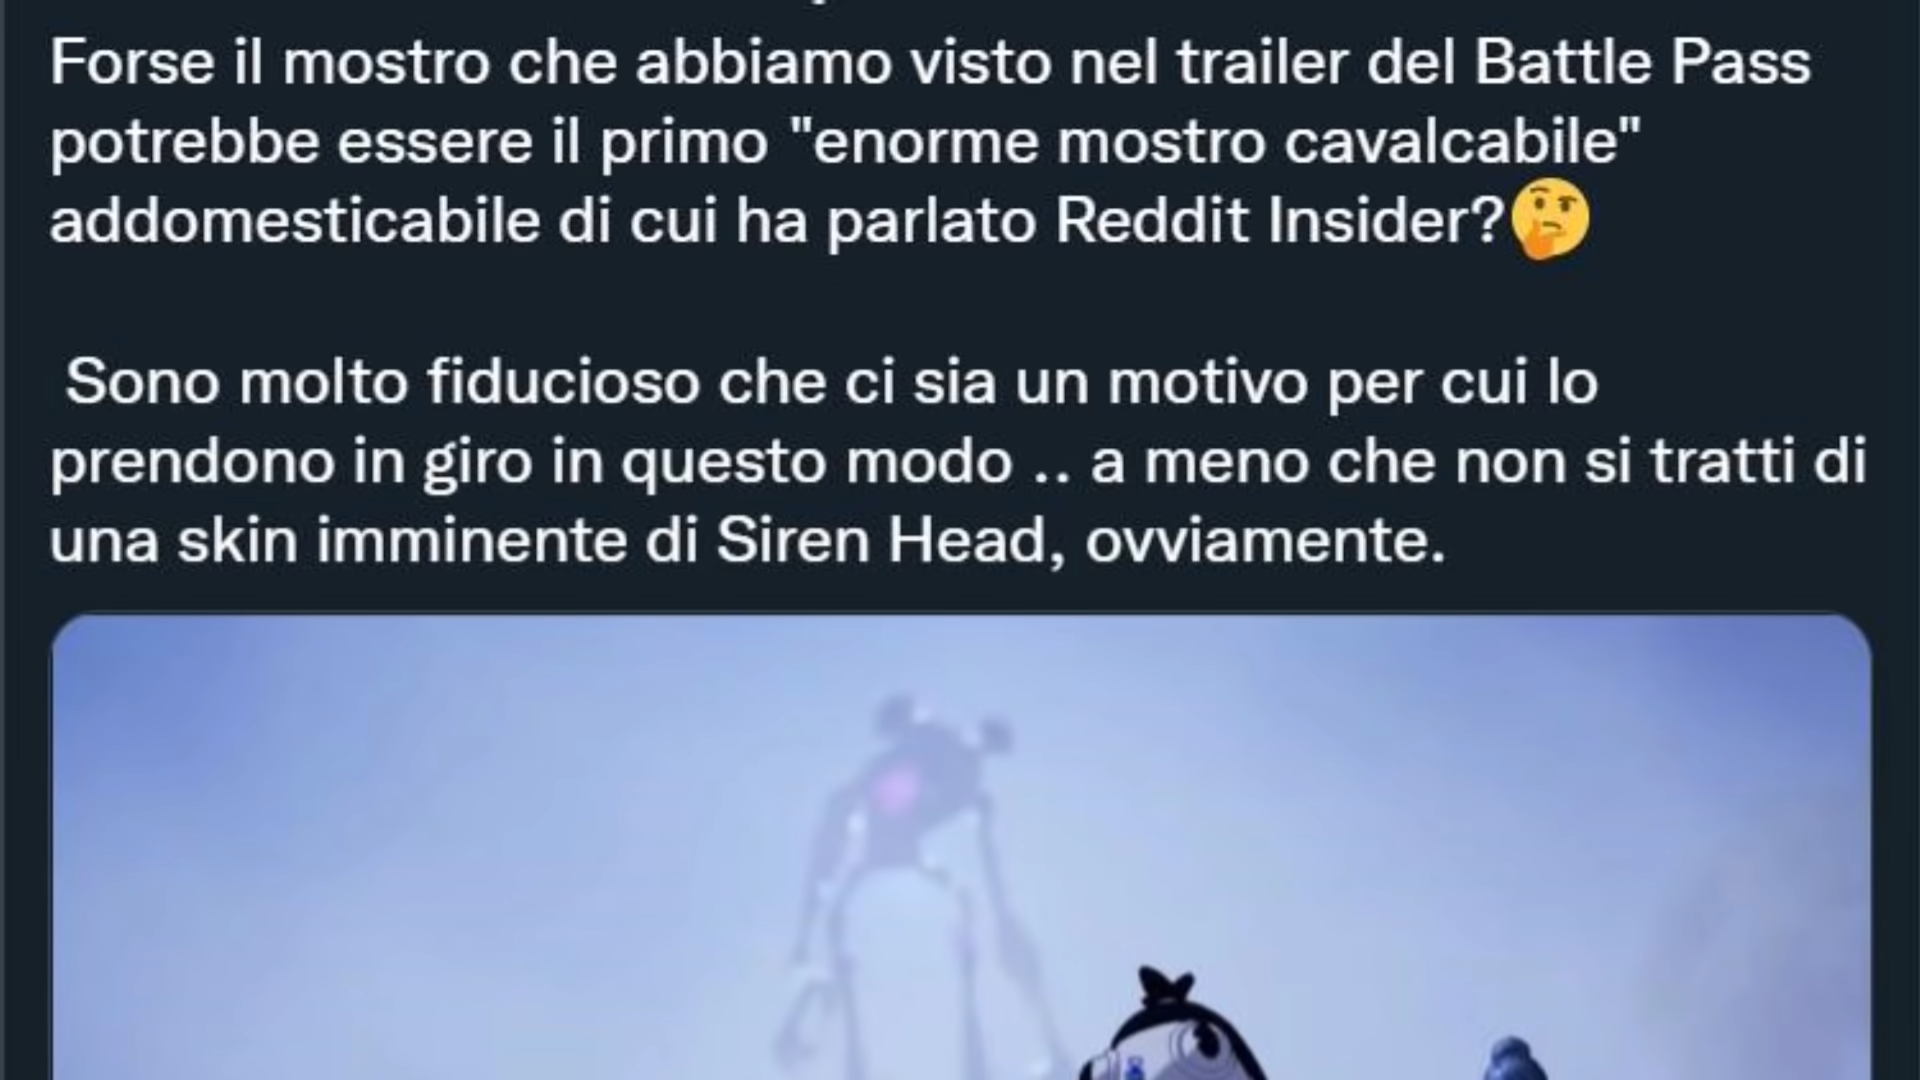 Forse il mostro che abbiamo visto nel trailer del Battle Pass
potrebbe essere il primo "enorme mostro cavalcabile"
addomesticabile di cui ha parlato Reddit Insider?🤔
Sono molto fiducioso che ci sia un motivo per cui lo
prendono in giro in questo modo .. a meno che non si tratti di
una skin imminente di Siren Head, ovviamente.